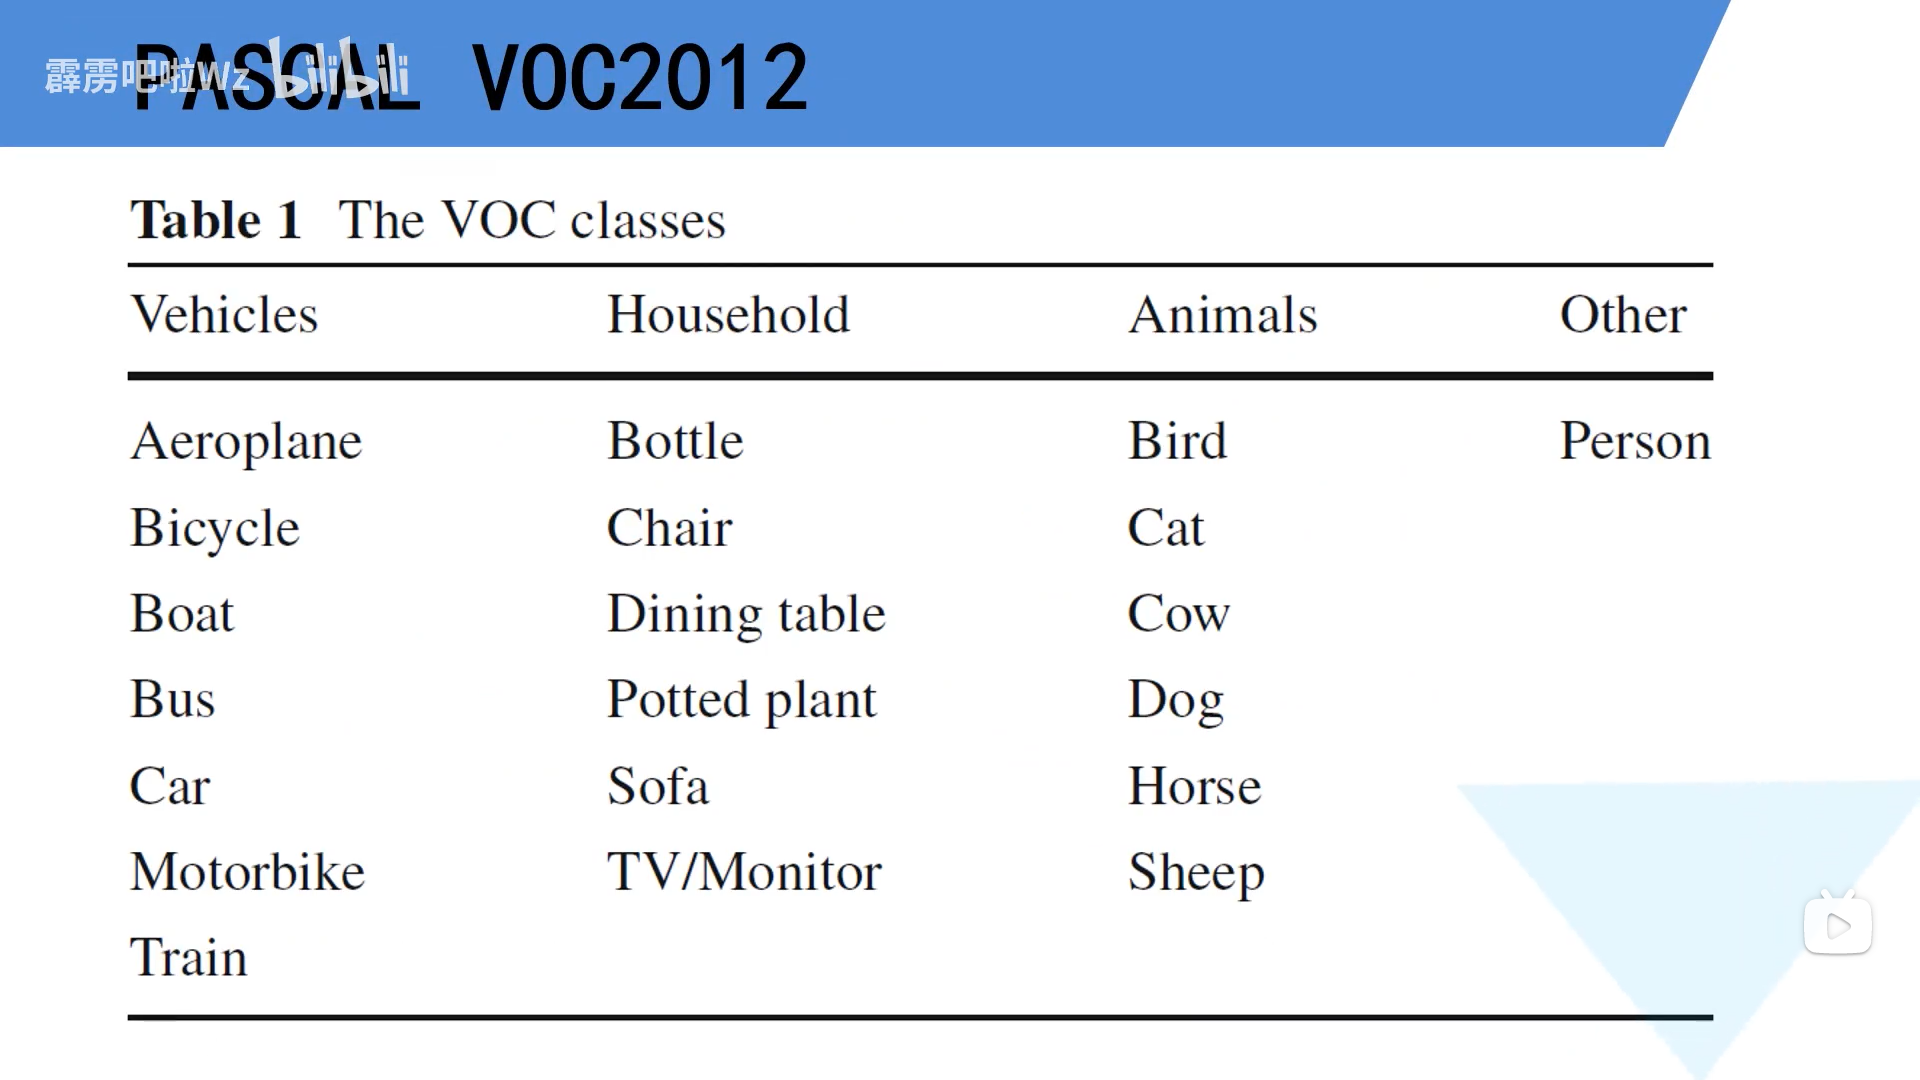 PASCAL VOC2012
霹雳吧啦Wz bilibili
Table 1 The VOC classes
Vehicles Household Animals Other
Aeroplane Bottle Bird Person
Bicycle Chair Cat
Boat Dining table Cow
Bus Potted plant Dog
Car Sofa Horse
Motorbike TV/Monitor Sheep
Train